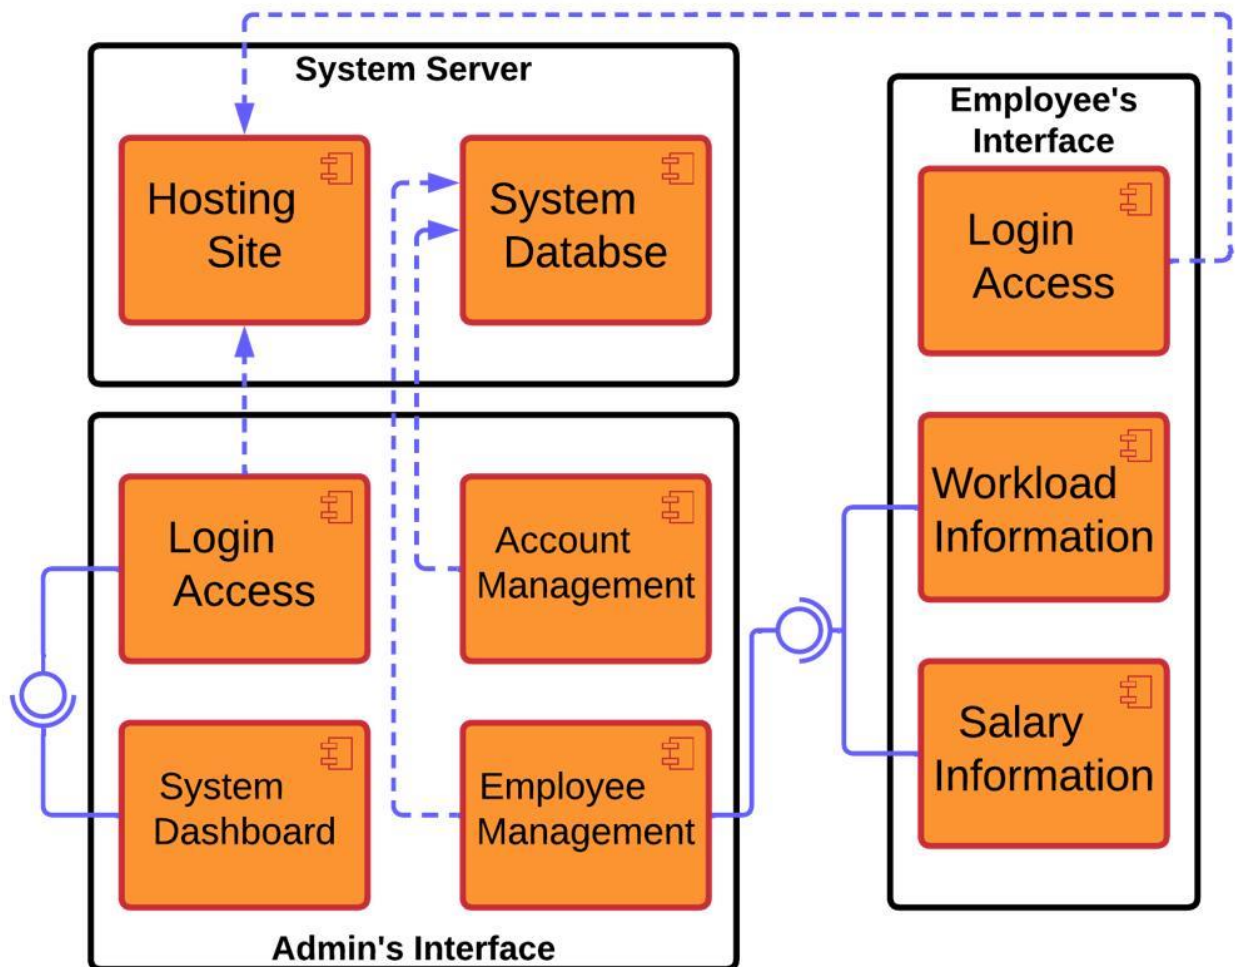 System Server
Hosting
Site
System
Databse
Employee's
Interface
Login
Access
Workload
Information
Salary
Information
Login
Access
Account
Management
System
Dashboard
Employee
Management
Admin's Interface